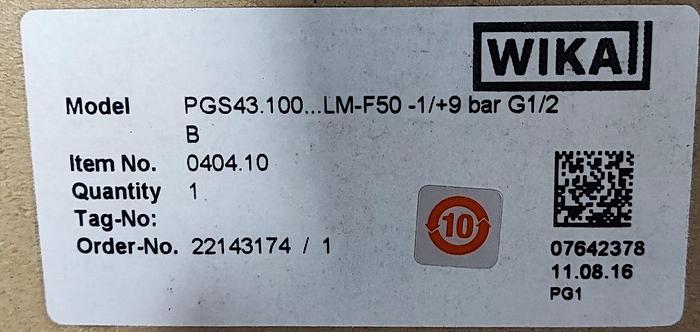 WIKA
Model PGS43.100...LM-F50 -1/+9 bar G1/2
B
Item No. 0404.10
Quantity 1
Tag-No:
Order-No. 22143174 / 1
10
07642378
11.08.16
PG1